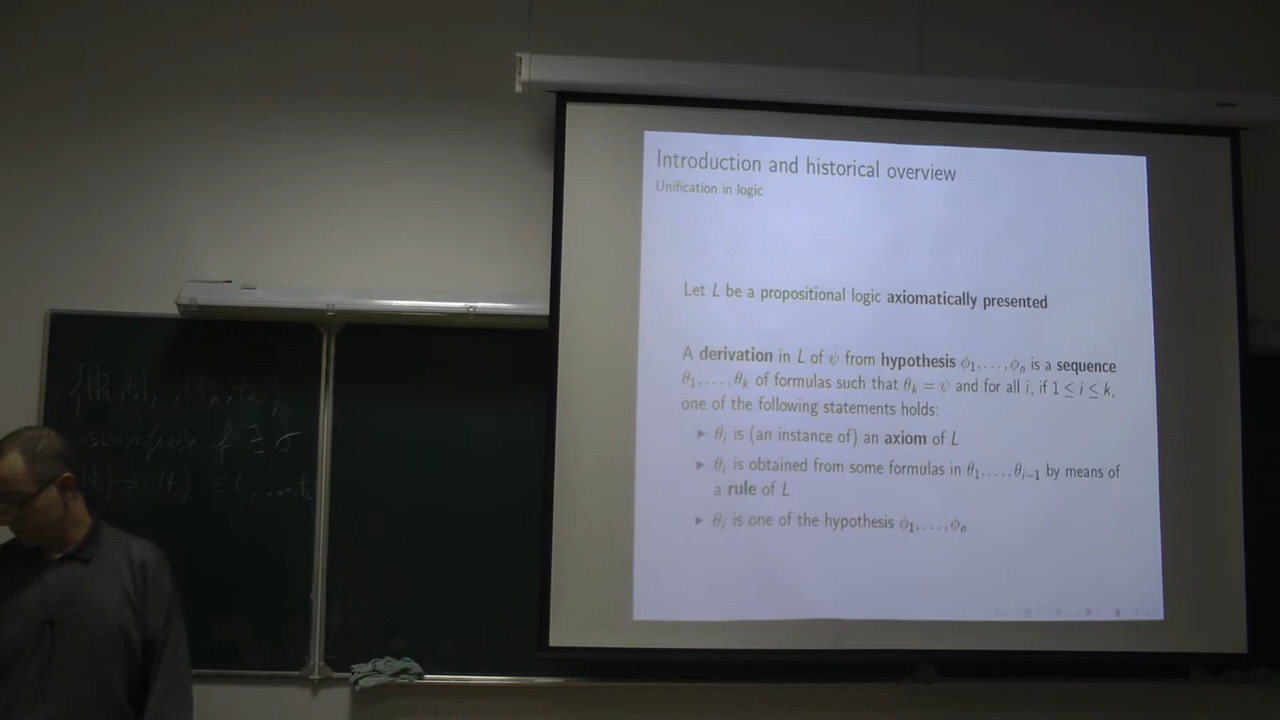 Introduction and historical overview
Unification in logic
Let L be a propositional logic axiomatically presented
A derivation in L of ψ from hypothesis ϕ₁, . . . , ϕₙ is a sequence
θ₁, . . . , θₖ of formulas such that θₖ = ψ and for all i, if 1 ≤ i ≤ k,
one of the following statements holds:
► θᵢ is (an instance of) an axiom of L
► θᵢ is obtained from some formulas in θ₁, . . . , θᵢ₋₁ by means of
a rule of L
► θᵢ is one of the hypothesis ϕ₁, . . . , ϕₙ
of ∃ σ